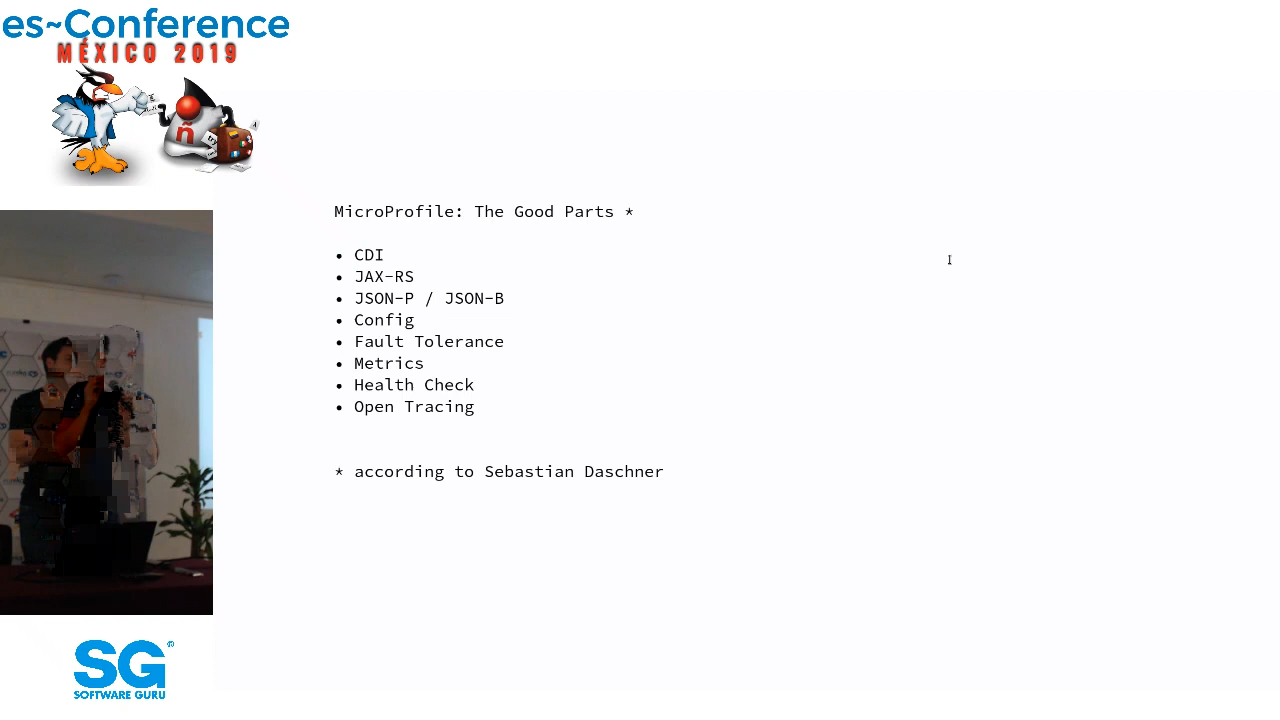 es~Conference
MÉXICO 2019
ñ
MicroProfile: The Good Parts *
• CDI
• JAX-RS
• JSON-P / JSON-B
• Config
• Fault Tolerance
• Metrics
• Health Check
• Open Tracing
* according to Sebastian Daschner
SG®
SOFTWARE GURU